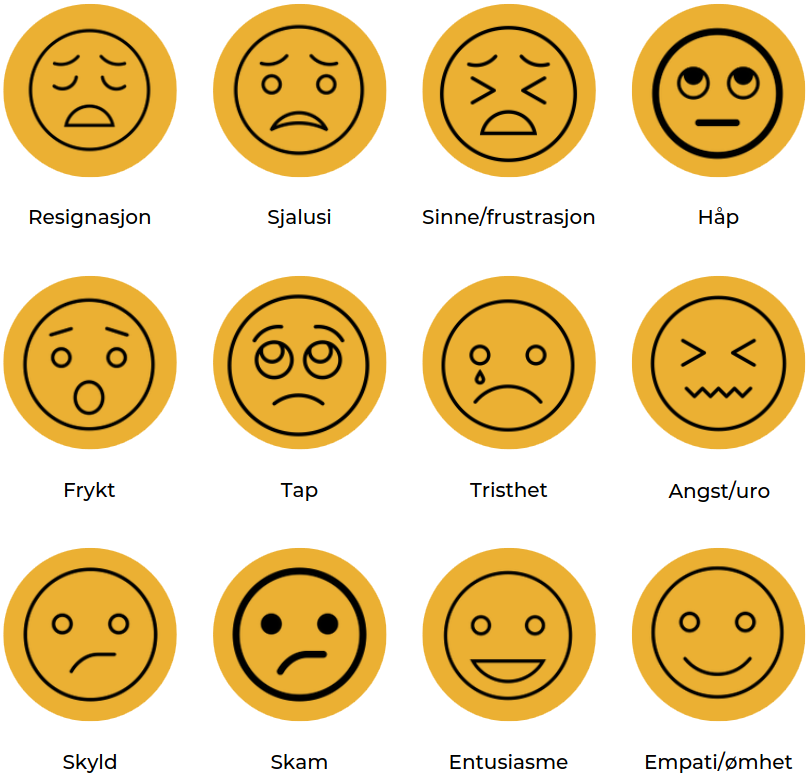 Resignasjon
Sjalusi
Sinne/frustrasjon
Håp
Frykt
Tap
Tristhet
Angst/uro
Skyld
Skam
Entusiasme
Empati/ømhet